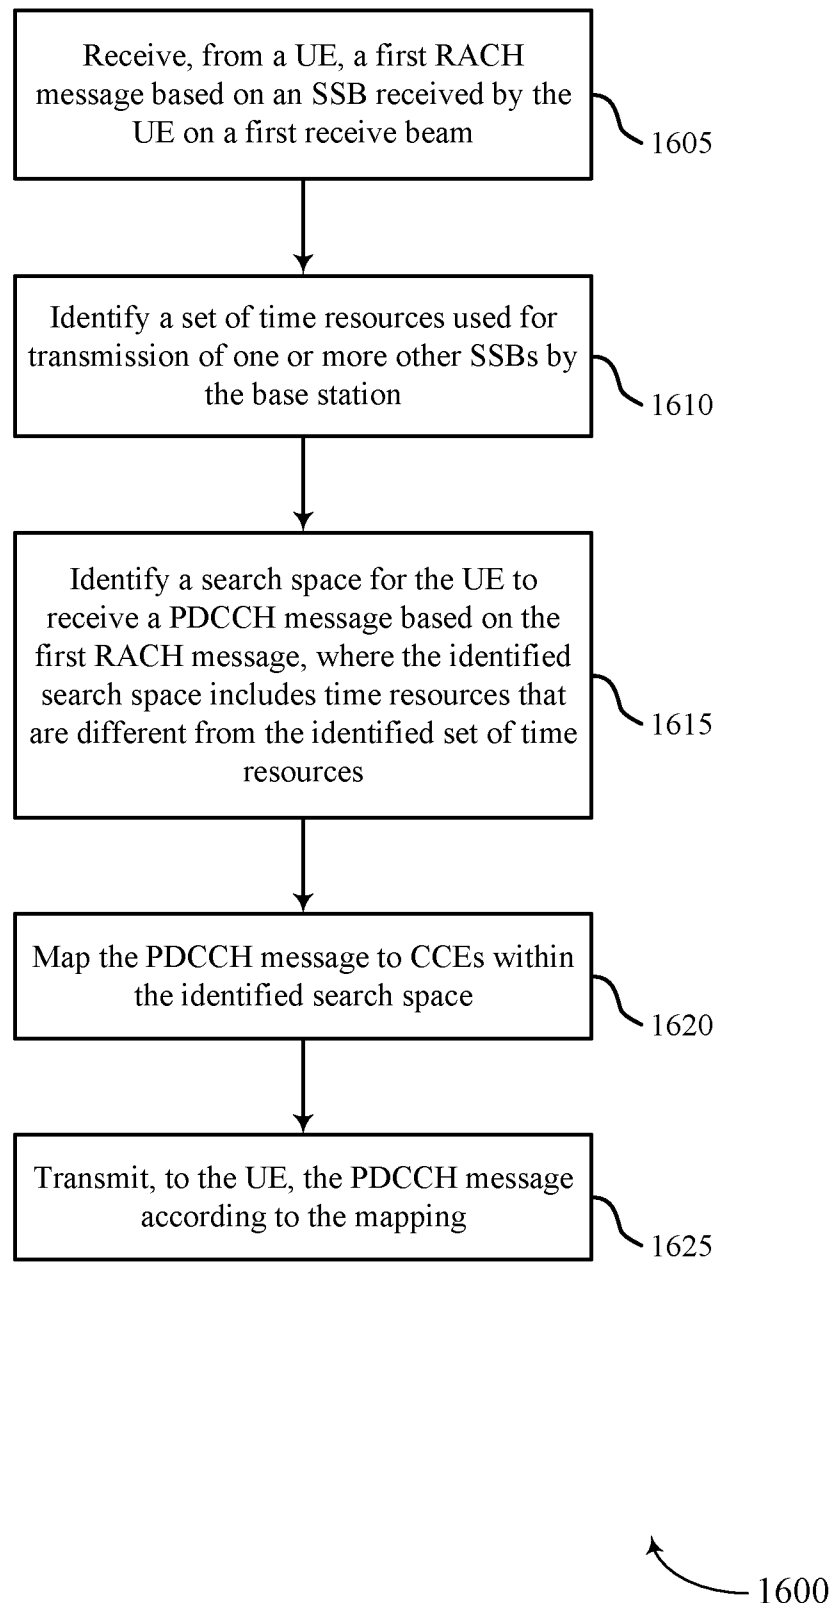 Receive, from a UE, a first RACH
message based on an SSB received by the
UE on a first receive beam
1605
Identify a set of time resources used for
transmission of one or more other SSBs by
the base station
1610
Identify a search space for the UE to
receive a PDCCH message based on the
first RACH message, where the identified
search space includes time resources that
are different from the identified set of time
resources
1615
Map the PDCCH message to CCEs within
the identified search space
1620
Transmit, to the UE, the PDCCH message
according to the mapping
1625
1600